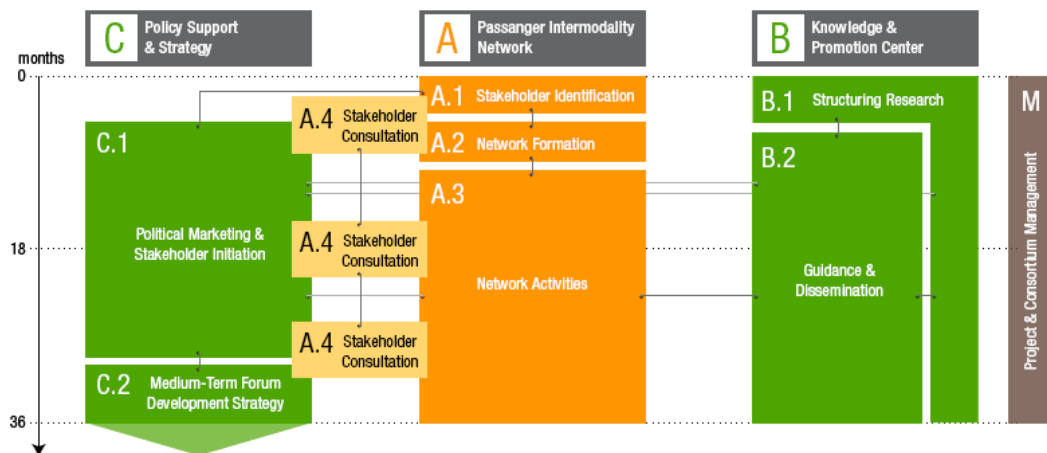 C
Policy Support
& Strategy
A
Passanger Intermodality
Network
B
Knowledge &
Promotion Center
months
0
18
36
C.1
Political Marketing &
Stakeholder Initiation
C.2
Medium-Term Forum
Development Strategy
A.4
Stakeholder
Consultation
A.4
Stakeholder
Consultation
A.4
Stakeholder
Consultation
A.1
Stakeholder Identification
A.2
Network Formation
A.3
Network Activities
B.1
Structuring Research
B.2
Guidance &
Dissemination
M
Project & Consortium Management